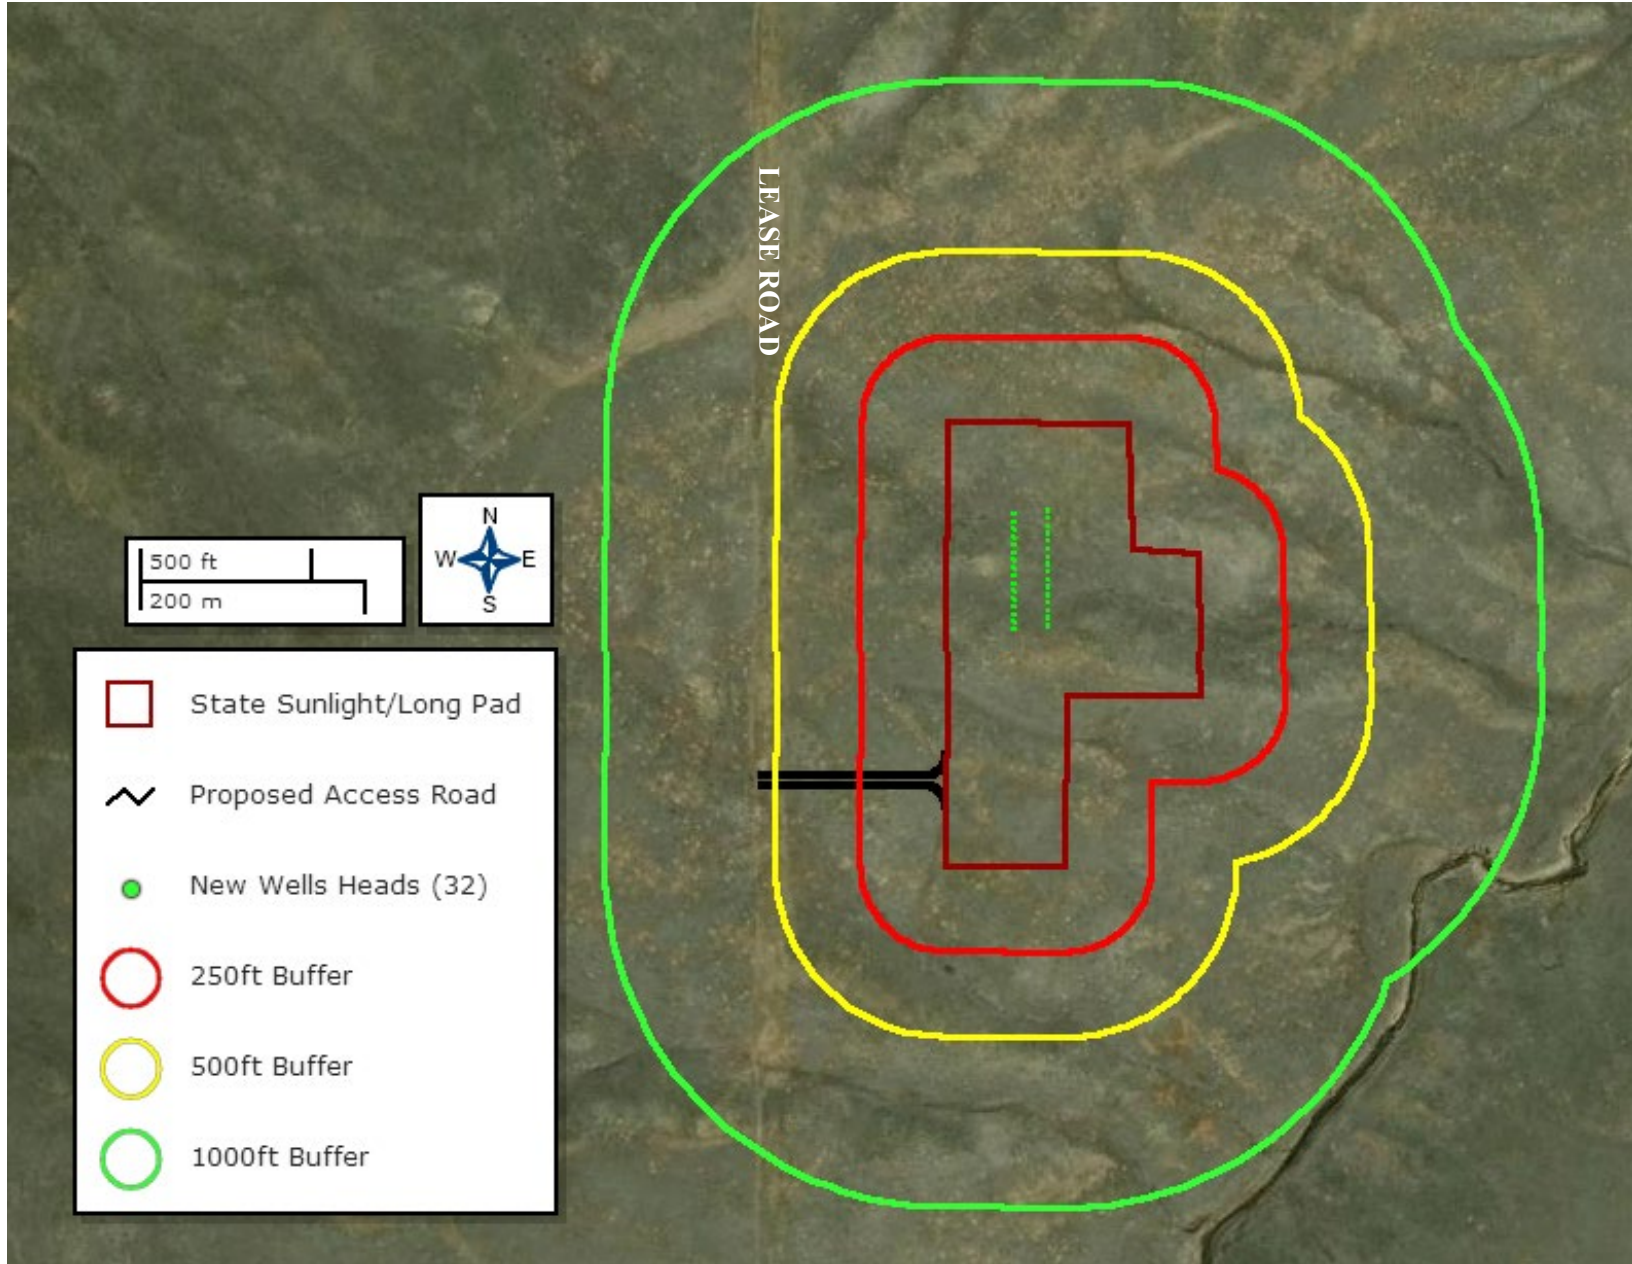 LEASE ROAD
N
W
E
S
500 ft
200 m
State Sunlight/Long Pad
Proposed Access Road
New Wells Heads (32)
250ft Buffer
500ft Buffer
1000ft Buffer